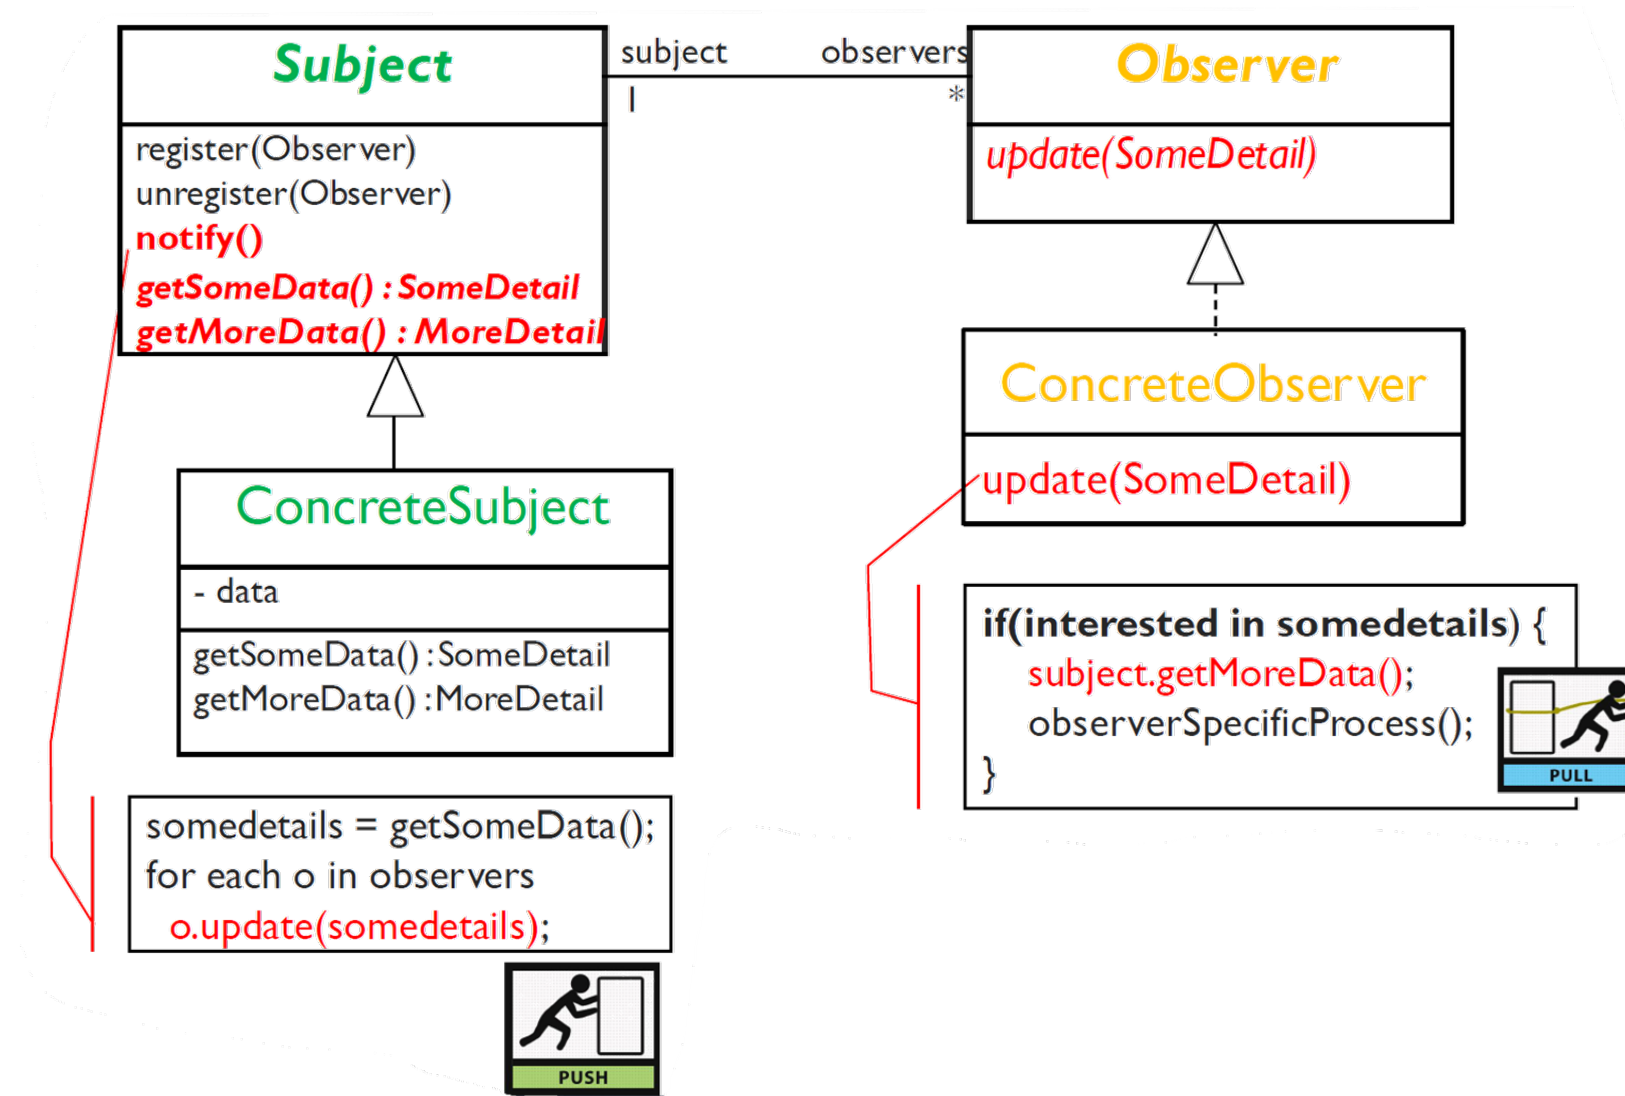 Subject
register(Observer)
unregister(Observer)
notify()
getSomeData() : SomeDetail
getMoreData() : MoreDetail
subject
observers
1
*
Observer
update(SomeDetail)
ConcreteObserver
update(SomeDetail)
ConcreteSubject
- data
getSomeData() : SomeDetail
getMoreData() : MoreDetail
if(interested in somedetails) {
subject.getMoreData();
observerSpecificProcess();
}
PULL
somedetails = getSomeData();
for each o in observers
o.update(somedetails);
PUSH